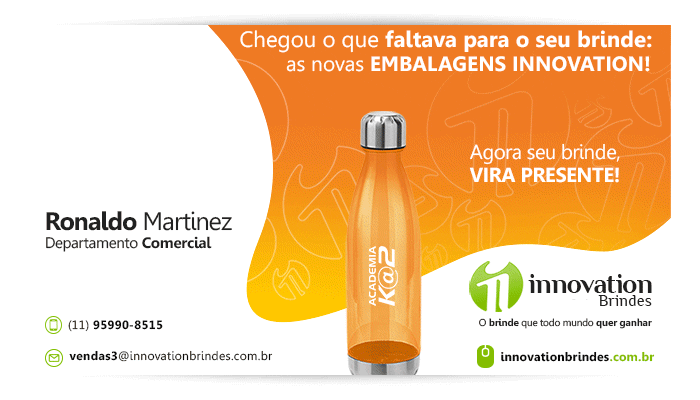 Chegou o que faltava para o seu brinde:
as novas EMBALAGENS INNOVATION!
Agora seu brinde,
VIRA PRESENTE!
Ronaldo Martinez
Departamento Comercial
ACADEMIA
K@2
innovation
Brindes
O brinde que todo mundo quer ganhar
(11) 95990-8515
vendas3@innovationbrindes.com.br
innovationbrindes.com.br